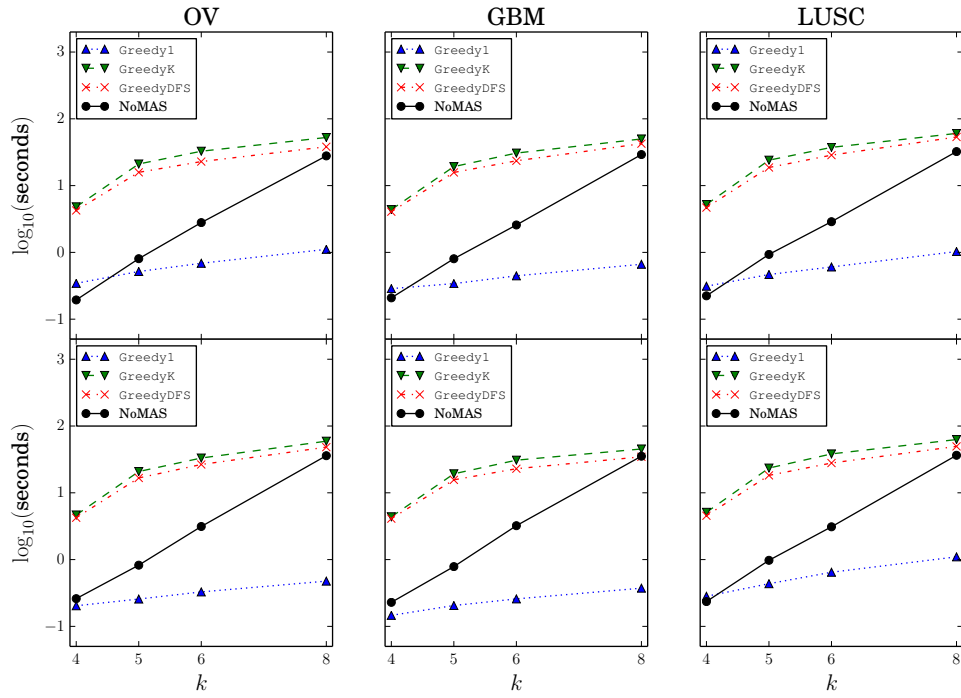 OV
GBM
LUSC
3
2
1
0
−1
log10(seconds)
Greedy1
GreedyK
GreedyDFS
NoMAS
Greedy1
GreedyK
GreedyDFS
NoMAS
Greedy1
GreedyK
GreedyDFS
NoMAS
3
2
1
0
−1
log10(seconds)
Greedy1
GreedyK
GreedyDFS
NoMAS
Greedy1
GreedyK
GreedyDFS
NoMAS
Greedy1
GreedyK
GreedyDFS
NoMAS
4 5 6 8
4 5 6 8
4 5 6 8
k
k
k